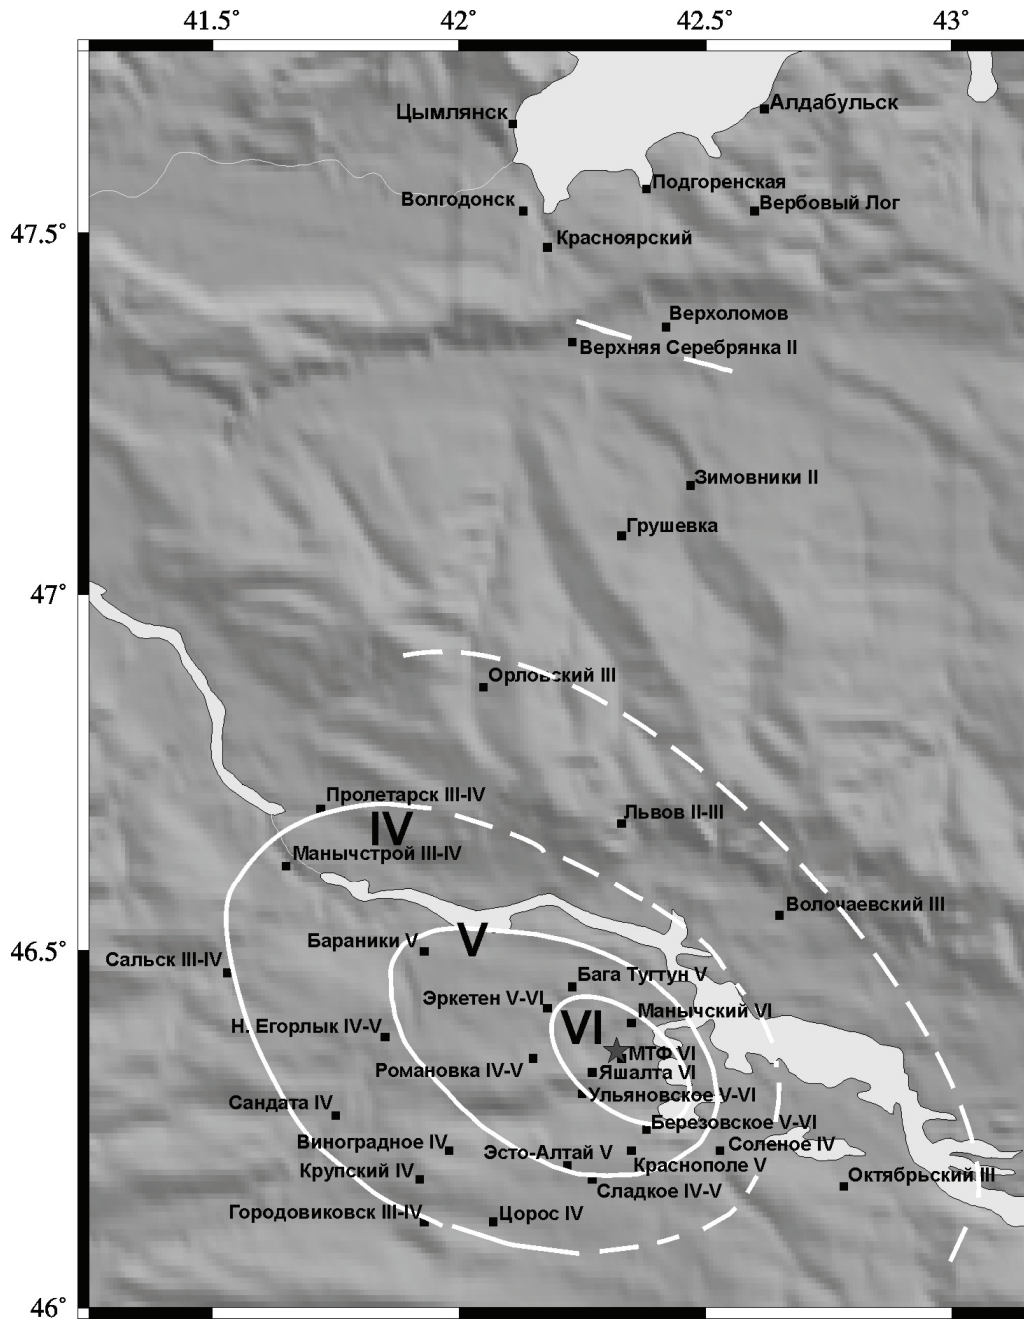 41.5° 42° 42.5° 43°
Цымлянск
Алдабульск
Подгоренская
Волгодонск
Вербовый Лог
47.5°
Красноярский
Верхоломов
Верхняя Серебрянка II
Зимовники II
Грушевка
47°
Орловский III
Пролетарск III-IV
Львов II-III
IV
Манычстрой III-IV
Волочаевский III
Бараники V
V
46.5°
Сальск III-IV
Бага Тугтун V
Эркетен V-VI
Манычский VI
VI
Н. Егорлык IV-V
МТФ VI
Романовка IV-V
Яшалта VI
Ульяновское V-VI
Сандата IV
Березовское V-VI
Виноградное IV
Эсто-Алтай V
Соленое IV
Крупский IV
Краснополе V
Октябрьский III
Сладкое IV-V
Городовиковск III-IV
Цорос IV
46°